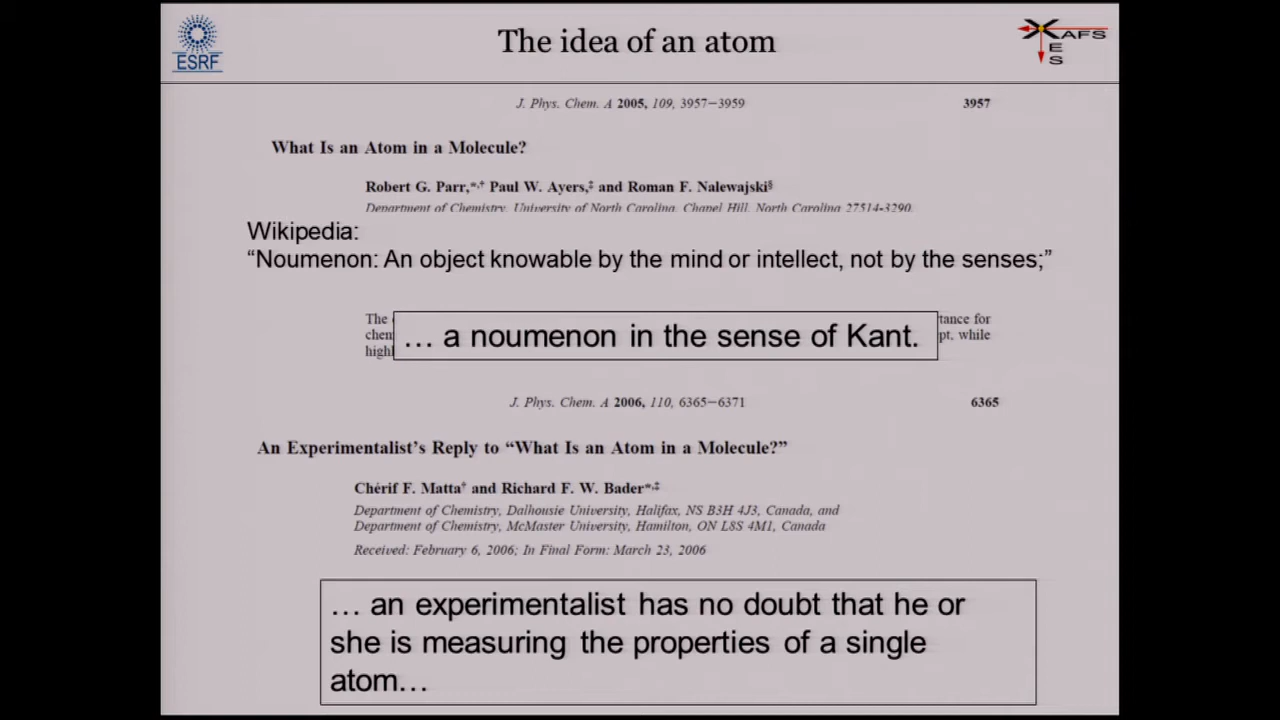 ESRF
The idea of an atom
XAFS
E
S
J. Phys. Chem. A 2005, 109, 3957−3959
3957
What Is an Atom in a Molecule?
Robert G. Parr,*,† Paul W. Ayers,‡ and Roman F. Nalewajski§
Department of Chemistry, University of North Carolina, Chapel Hill, North Carolina 27514-3290,
Wikipedia:
“Noumenon: An object knowable by the mind or intellect, not by the senses;”
The
tance for
… a noumenon in the sense of Kant.
while
J. Phys. Chem. A 2006, 110, 6365−6371
6365
An Experimentalist’s Reply to “What Is an Atom in a Molecule?”
Chérif F. Matta† and Richard F. W. Bader*,‡
Department of Chemistry, Dalhousie University, Halifax, NS B3H 4J3, Canada, and
Department of Chemistry, McMaster University, Hamilton, ON L8S 4M1, Canada
Received: February 6, 2006; In Final Form: March 23, 2006
… an experimentalist has no doubt that he or
she is measuring the properties of a single
atom…